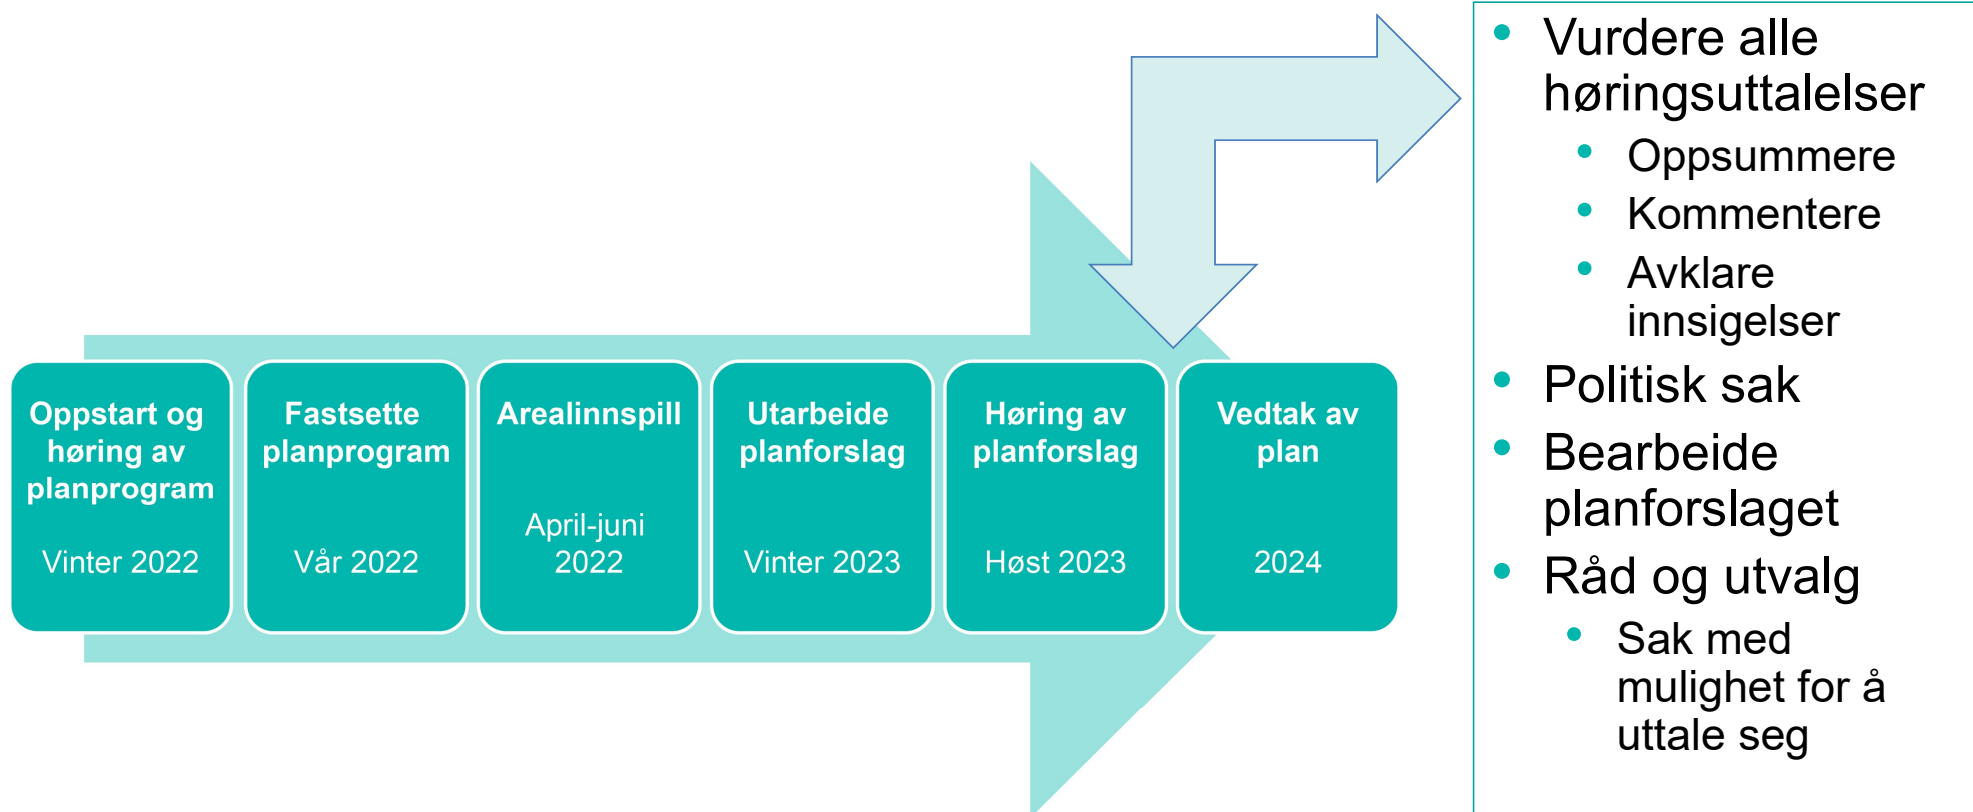 Oppstart og
høring av
planprogram
Vinter 2022
Fastsette
planprogram
Vår 2022
Arealinnspill
April-juni
2022
Utarbeide
planforslag
Vinter 2023
Høring av
planforslag
Høst 2023
Vedtak av
plan
2024
• Vurdere alle
høringsuttalelser
• Oppsummere
• Kommentere
• Avklare
innsigelser
• Politisk sak
• Bearbeide
planforslaget
• Råd og utvalg
• Sak med
mulighet for å
uttale seg